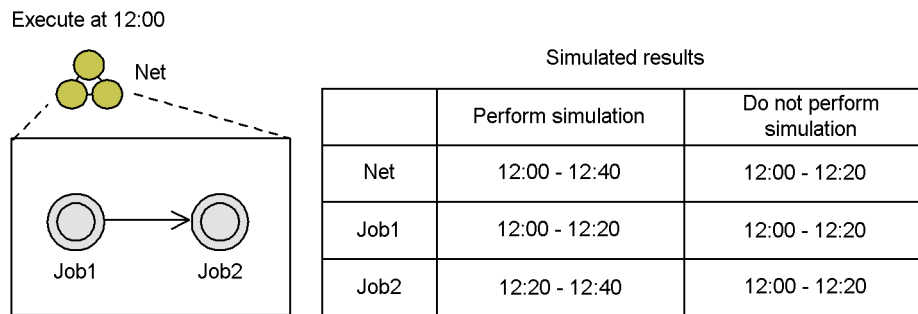 Execute at 12:00
Net
Job1
Job2
Simulated results
Perform simulation
Do not perform
simulation
Net
12:00 - 12:40
12:00 - 12:20
Job1
12:00 - 12:20
12:00 - 12:20
Job2
12:20 - 12:40
12:00 - 12:20